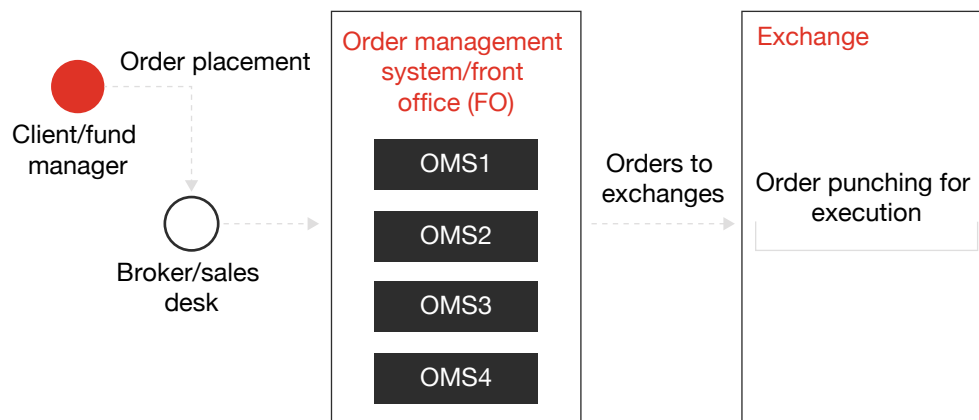 Order placement
Client/fund
manager
Broker/sales
desk
Order management
system/front
office (FO)
OMS1
OMS2
OMS3
OMS4
Orders to
exchanges
Exchange
Order punching for
execution